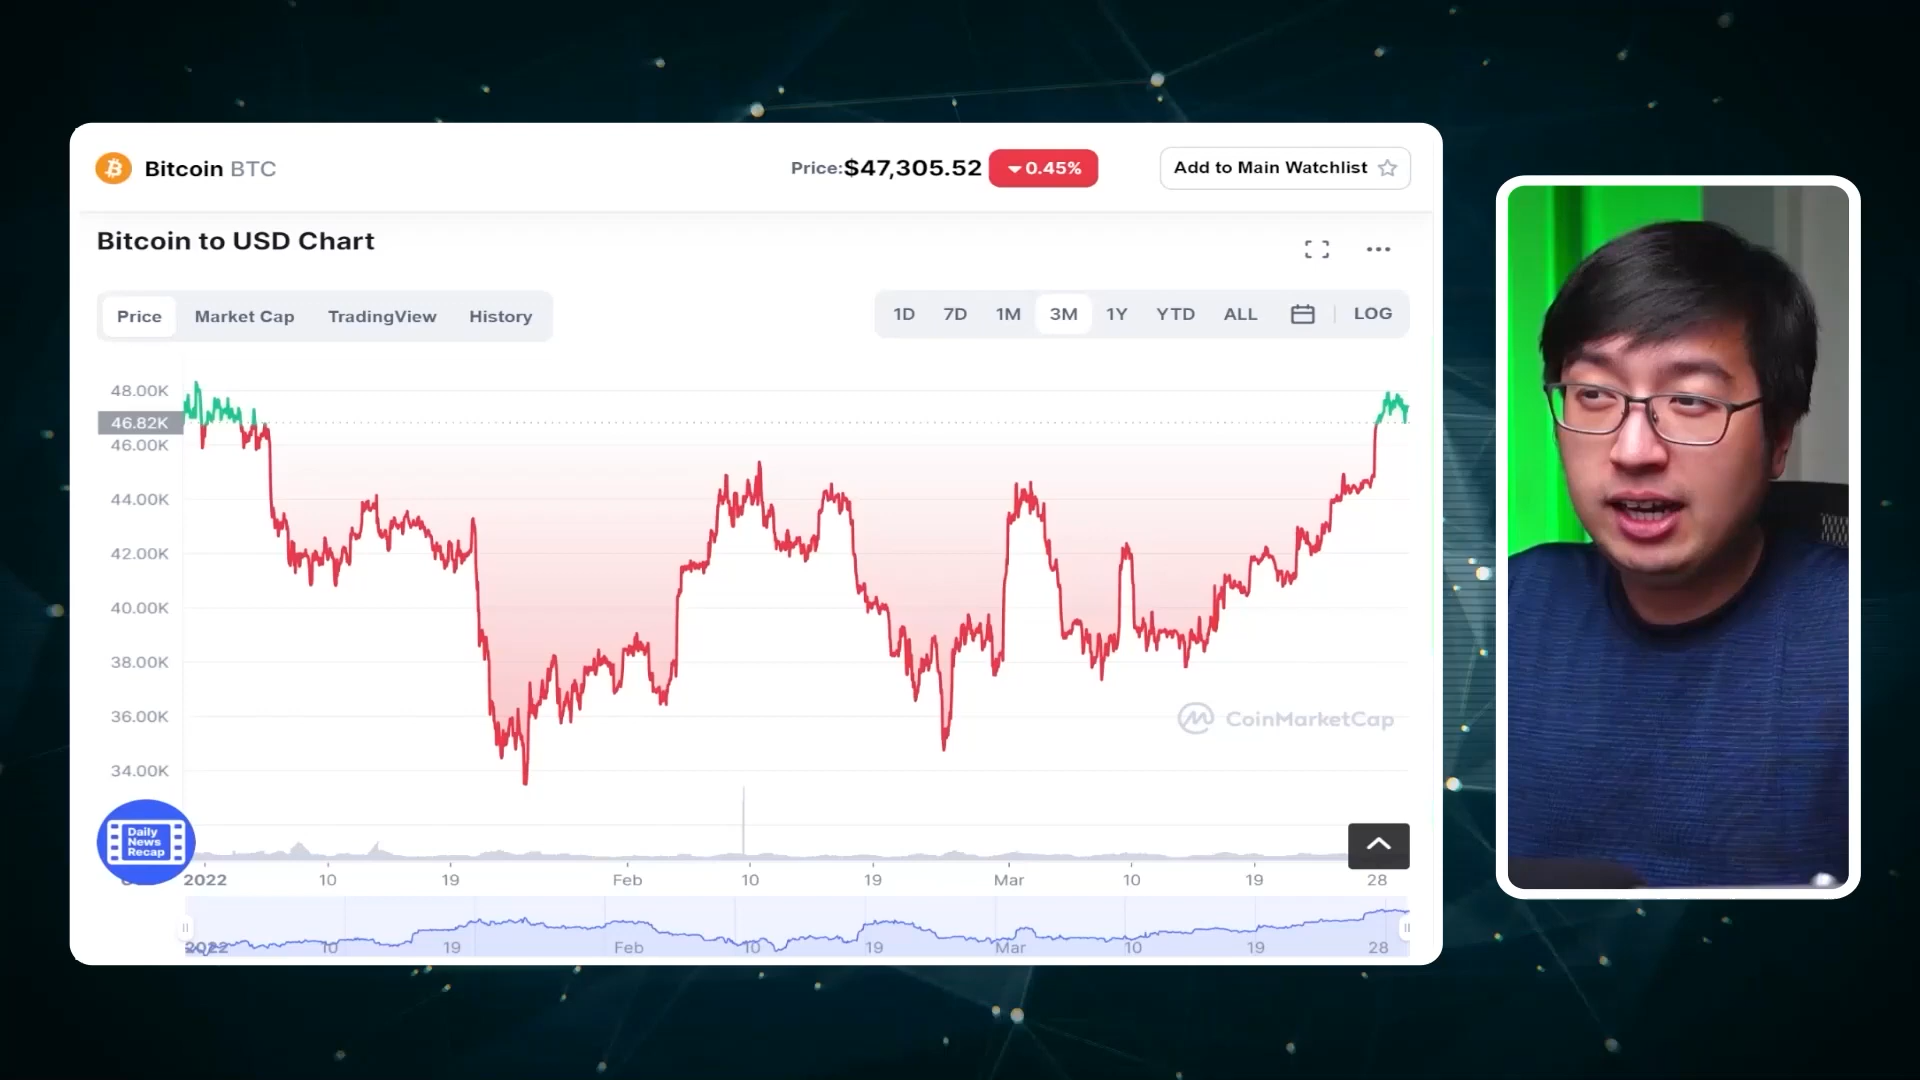 Bitcoin BTC
Price:$47,305.52 0.45%
Add to Main Watchlist
Bitcoin to USD Chart
Price Market Cap TradingView History
1D 7D 1M 3M 1Y YTD ALL LOG
48.00K
46.82K
46.00K
44.00K
42.00K
40.00K
38.00K
36.00K
34.00K
CoinMarketCap
Daily
News
Recap
2022 10 19 Feb 10 19 Mar 10 19 28
2022 10 19 Feb 10 19 Mar 10 19 28